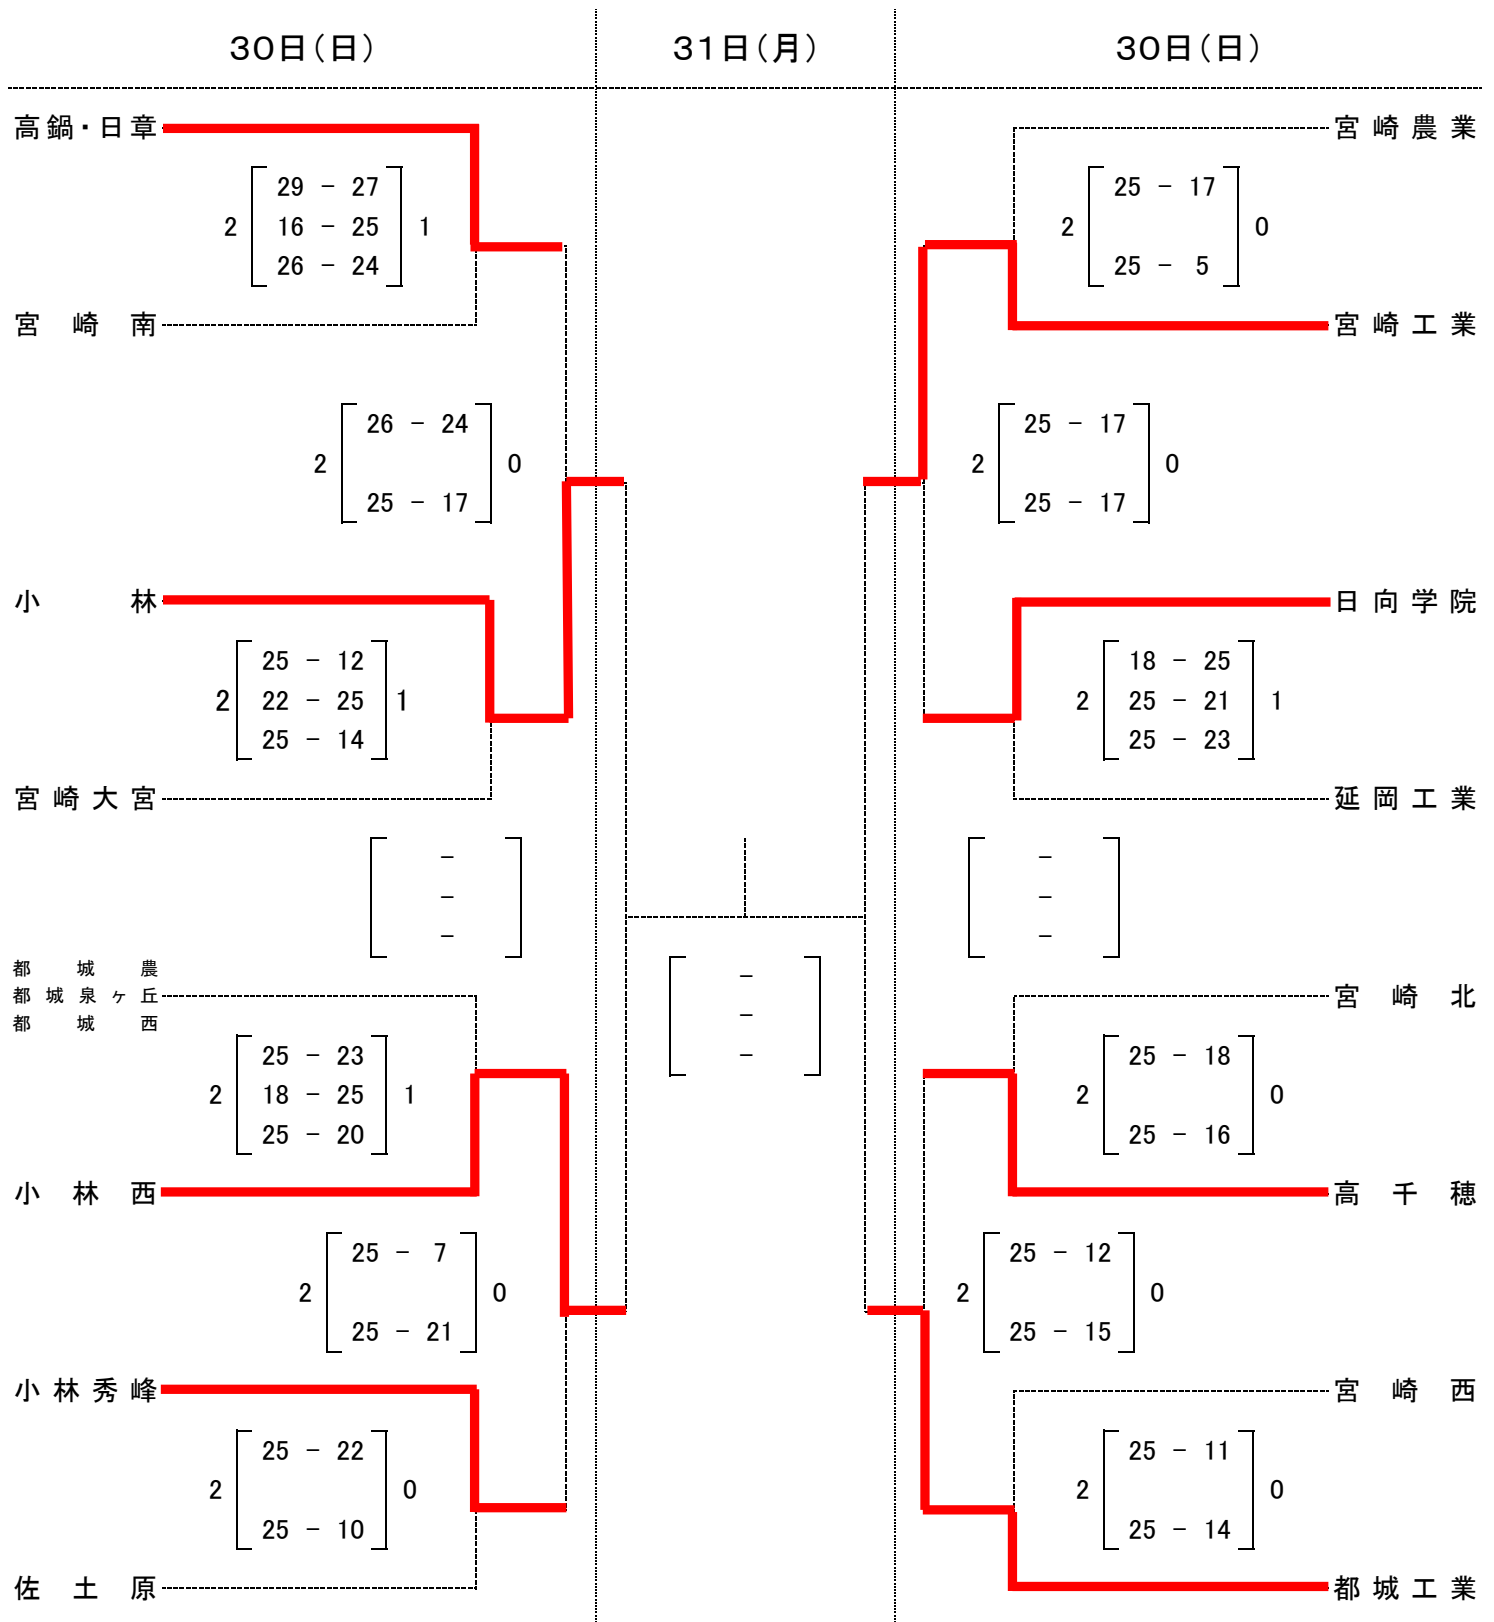 30日(日) 31日(月) 30日(日)
高鍋・日章 宮崎農業
29 － 27 25 － 17
2 16 － 25 1 2 0
26 － 24 25 － 5
宮崎南 宮崎工業
26 － 24 25 － 17
2 0 2 0
25 － 17 25 － 17
小林 日向学院
25 － 12 18 － 25
2 22 － 25 1 2 25 － 21 1
25 － 14 25 － 23
宮崎大宮 延岡工業
－ －
－ －
－ －
都城農
都城泉ヶ丘 宮崎北
都城西
－
－
－
25 － 23 25 － 18
2 18 － 25 1 2 0
25 － 20 25 － 16
小林西 高千穂
25 － 7 25 － 12
2 0 2 0
25 － 21 25 － 15
小林秀峰 宮崎西
25 － 22 25 － 11
2 0 2 0
25 － 10 25 － 14
佐土原 都城工業